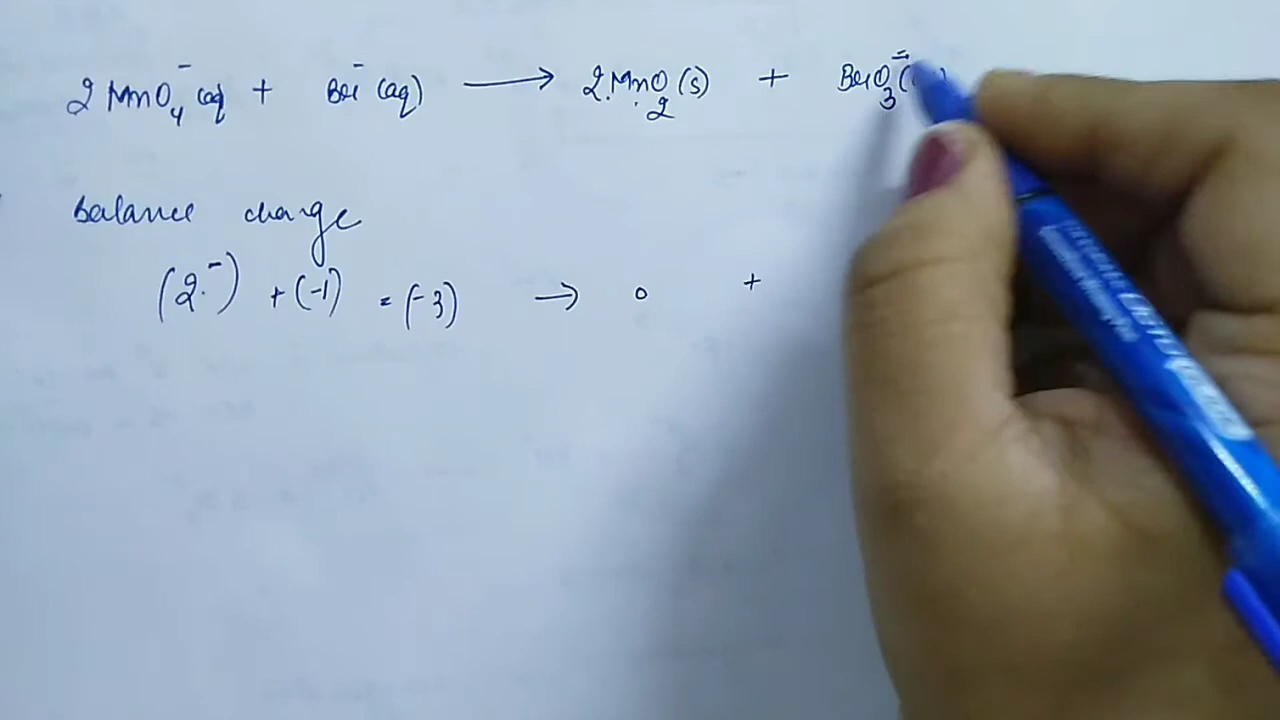 2 MnO₄⁻ (aq) + Br⁻ (aq) ⟶ 2 MnO₂ (s) + BrO₃⁻ (
balance charge
(2⁻) + (-1) = (-3) → 0 +